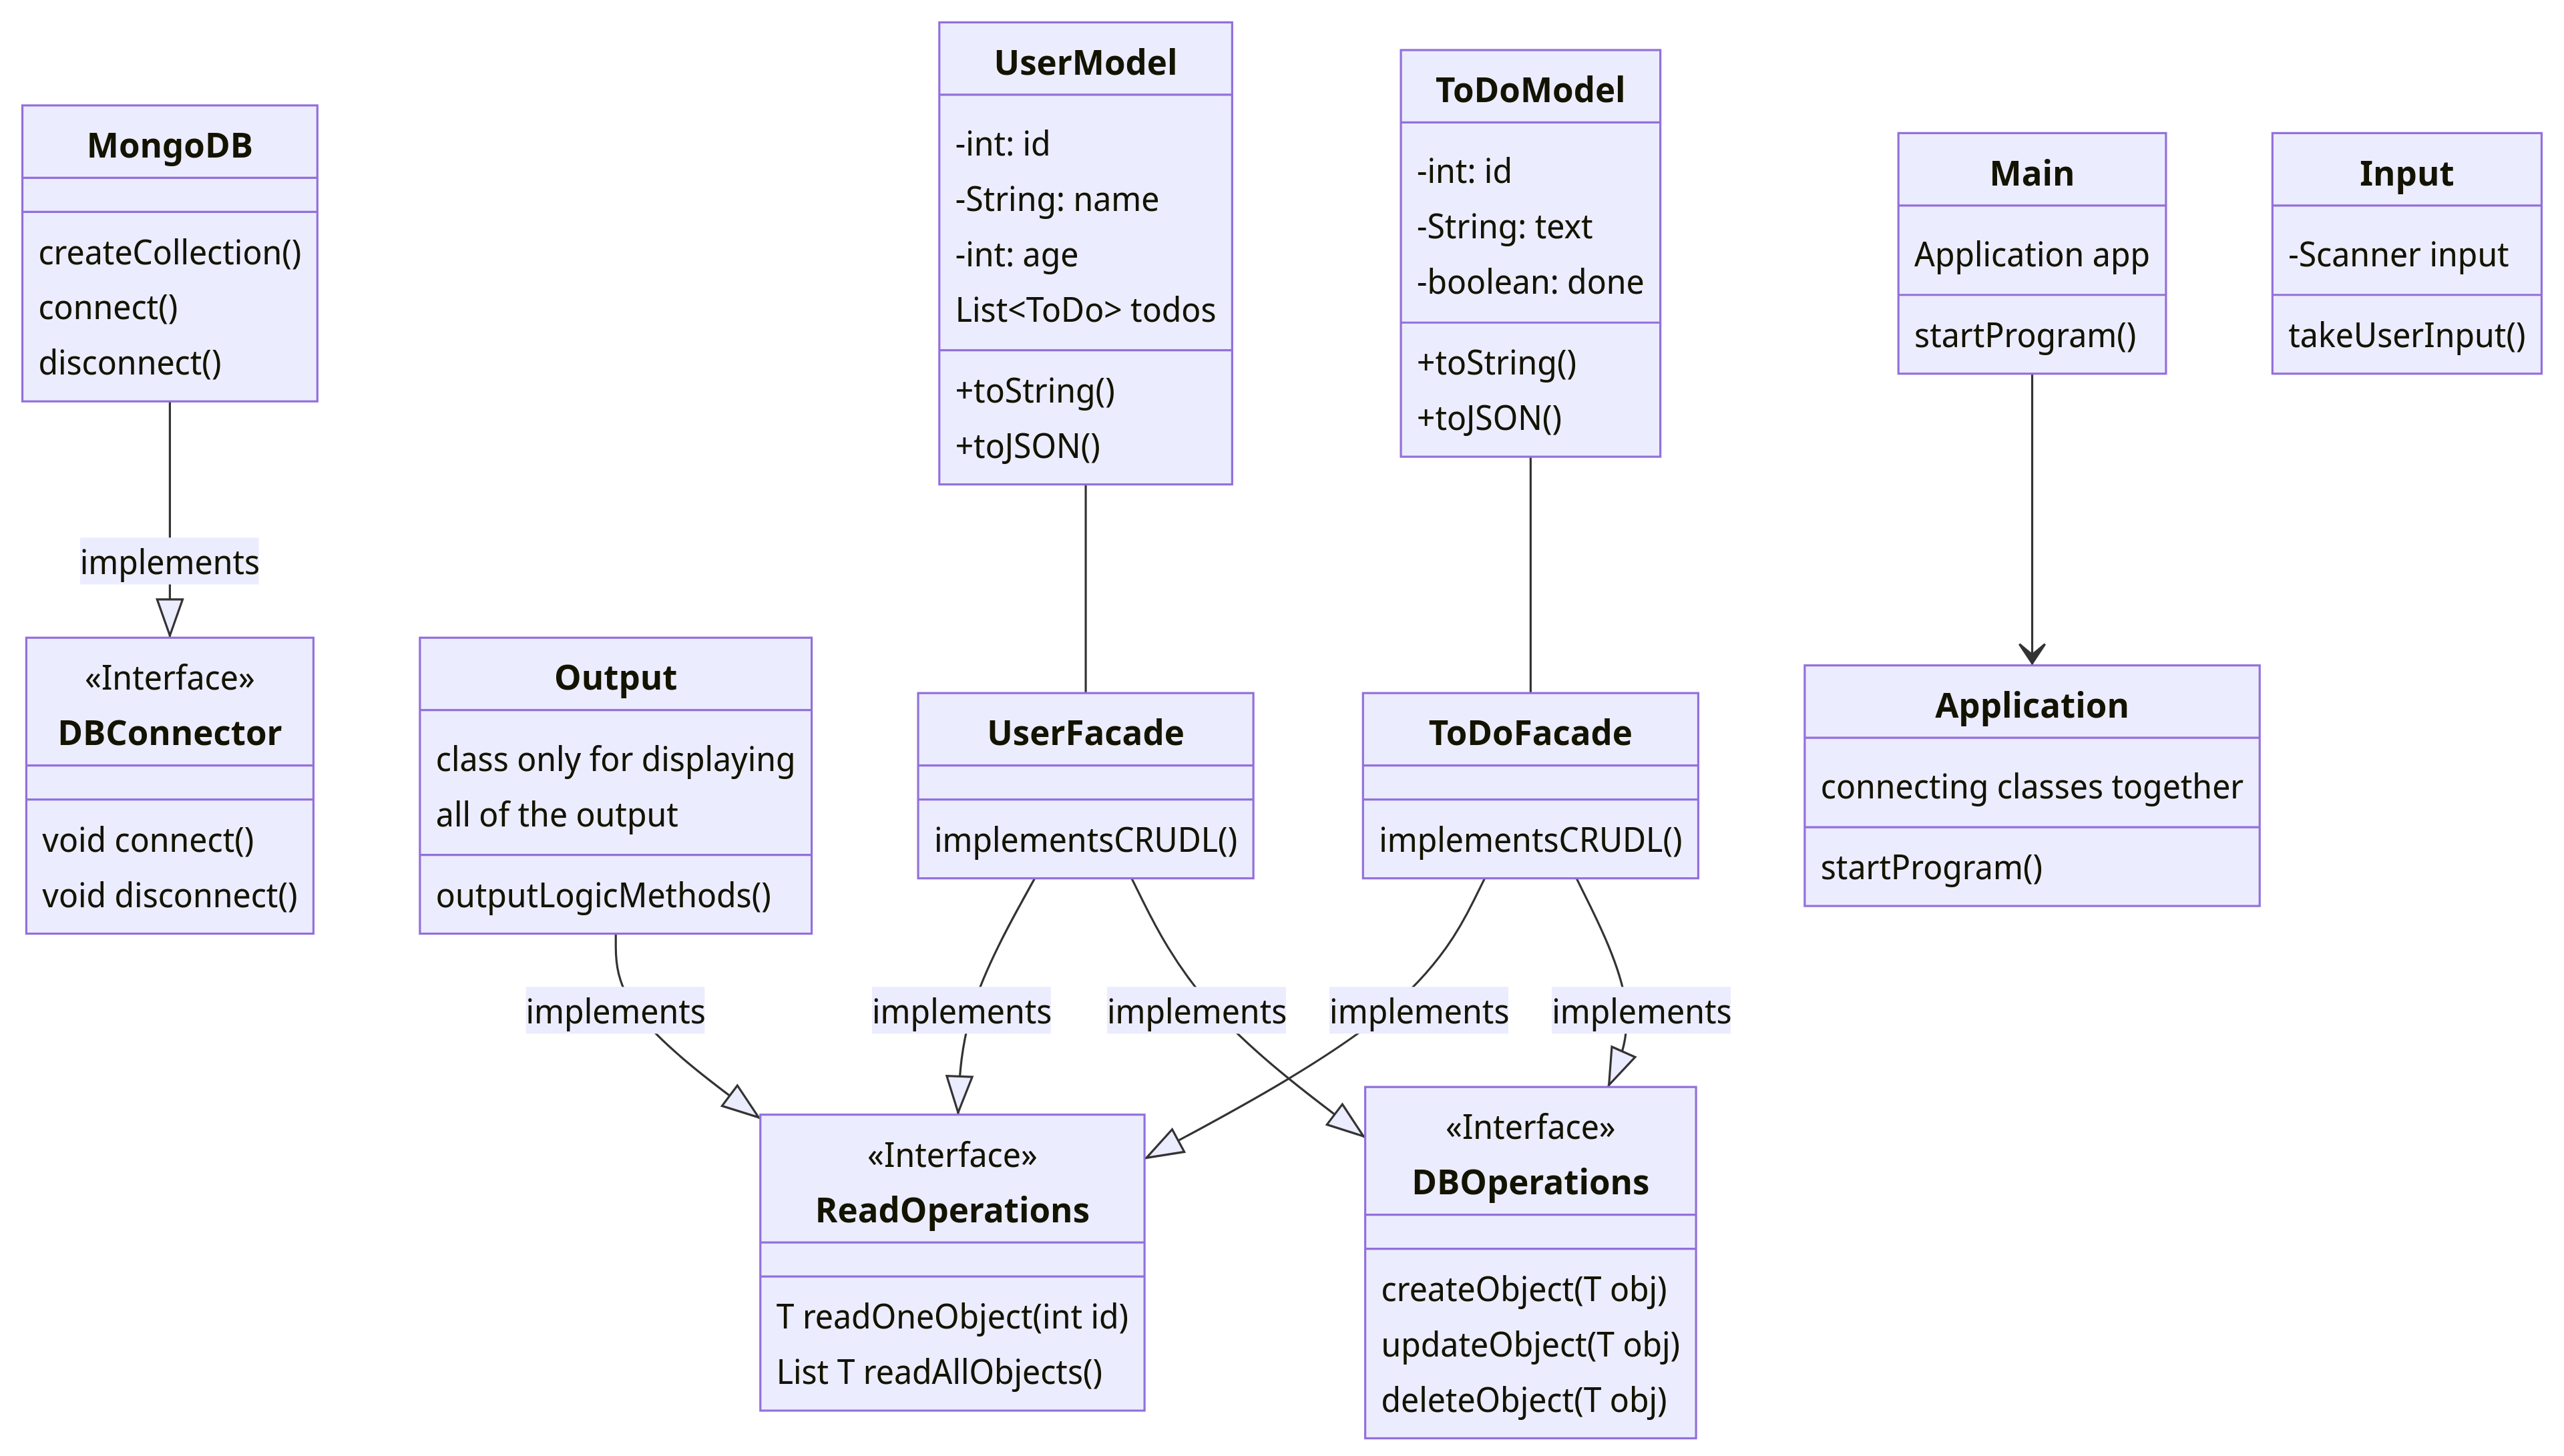 MongoDB
createCollection()
connect()
disconnect()
UserModel
-int: id
-String: name
-int: age
List<ToDo> todos
+toString()
+toJSON()
ToDoModel
-int: id
-String: text
-boolean: done
+toString()
+toJSON()
Main
Application app
startProgram()
Input
-Scanner input
takeUserInput()
implements
«Interface»
DBConnector
void connect()
void disconnect()
Output
class only for displaying
all of the output
outputLogicMethods()
UserFacade
implementsCRUDL()
ToDoFacade
implementsCRUDL()
Application
connecting classes together
startProgram()
implements
implements
implements
implements
implements
«Interface»
ReadOperations
T readOneObject(int id)
List T readAllObjects()
«Interface»
DBOperations
createObject(T obj)
updateObject(T obj)
deleteObject(T obj)